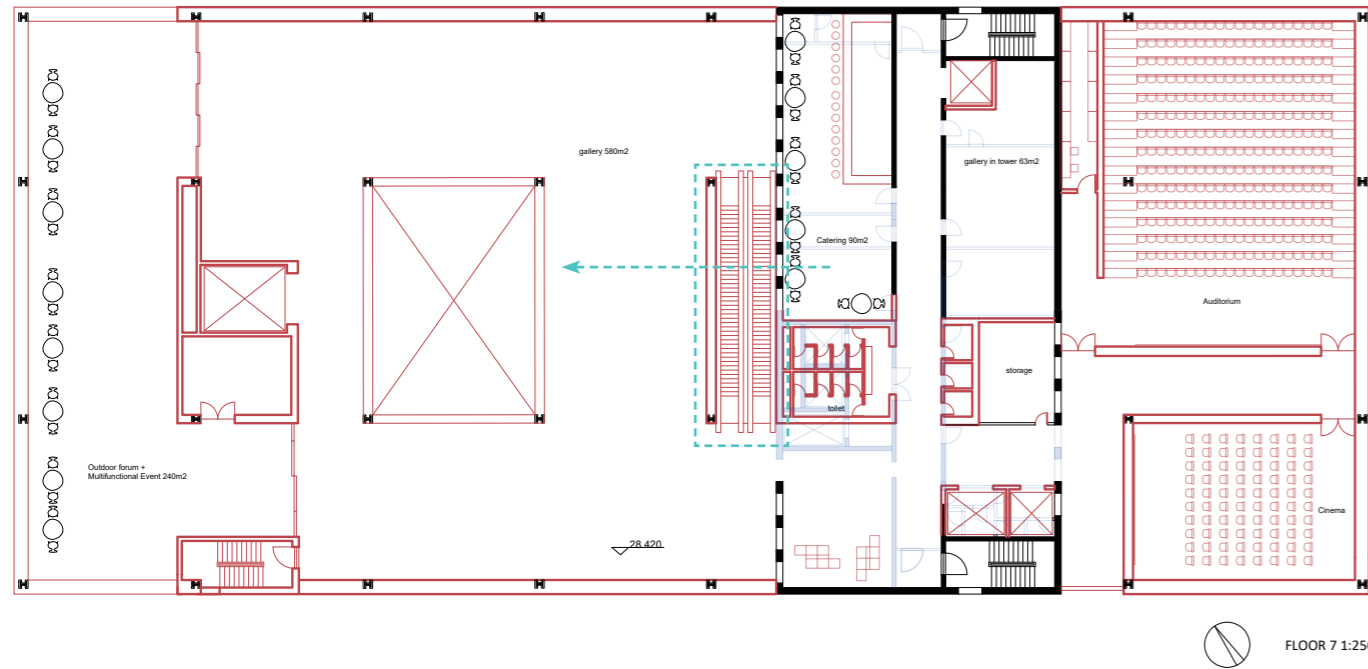 gallery 580m2
gallery in tower 63m2
Catering 90m2
Auditorium
storage
toilet
Outdoor forum +
Multifunctional Event 240m2
Cinema
28 420
FLOOR 7 1:25